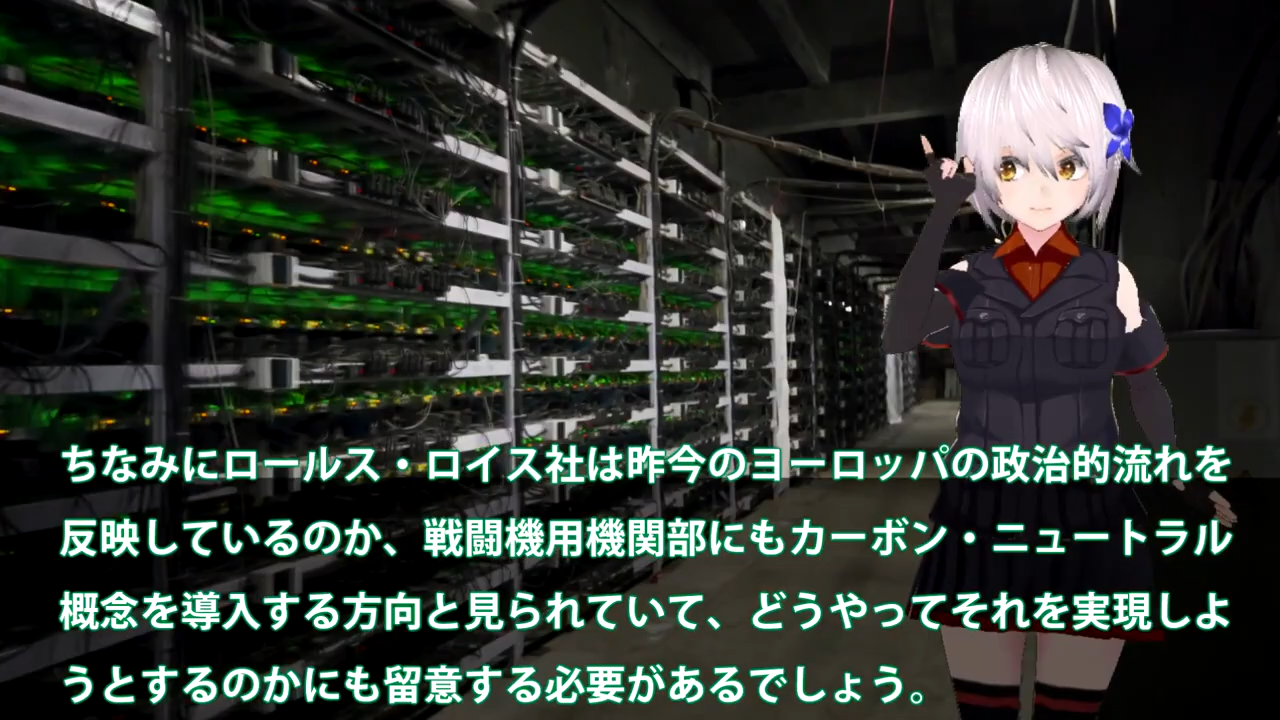 ちなみにロールス・ロイス社は昨今のヨーロッパの政治的流れを
反映しているのか、戦闘機用機関部にもカーボン・ニュートラル
概念を導入する方向と見られていて、どうやってそれを実現しよ
うとするのかにも留意する必要があるでしょう。